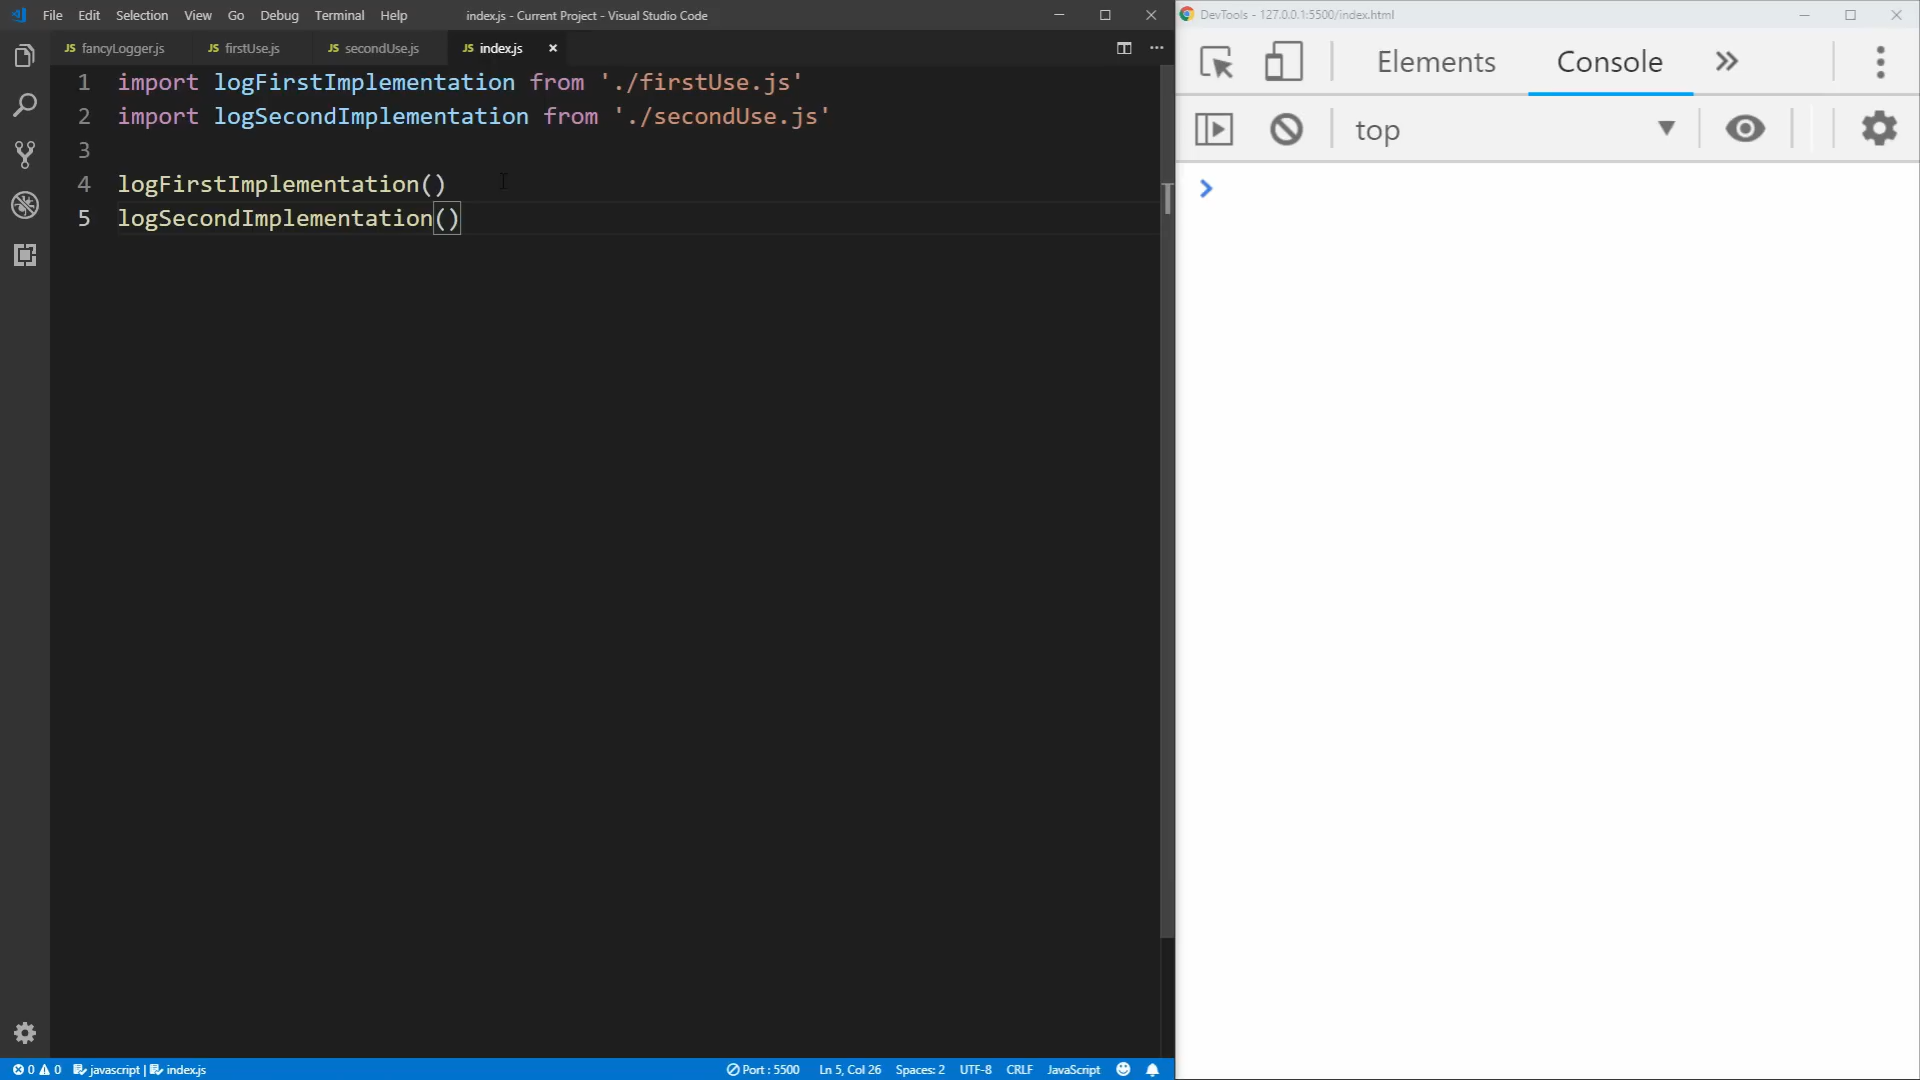 File Edit Selection View Go Debug Terminal Help index.js - Current Project - Visual Studio Code
JS fancyLogger.js JS firstUse.js JS secondUse.js JS index.js
1 import logFirstImplementation from './firstUse.js'
2 import logSecondImplementation from './secondUse.js'
3
4 logFirstImplementation()
5 logSecondImplementation()
0 0 javascript | index.js Port : 5500 Ln 5, Col 26 Spaces: 2 UTF-8 CRLF JavaScript
DevTools - 127.0.0.1:5500/index.html
Elements Console
top